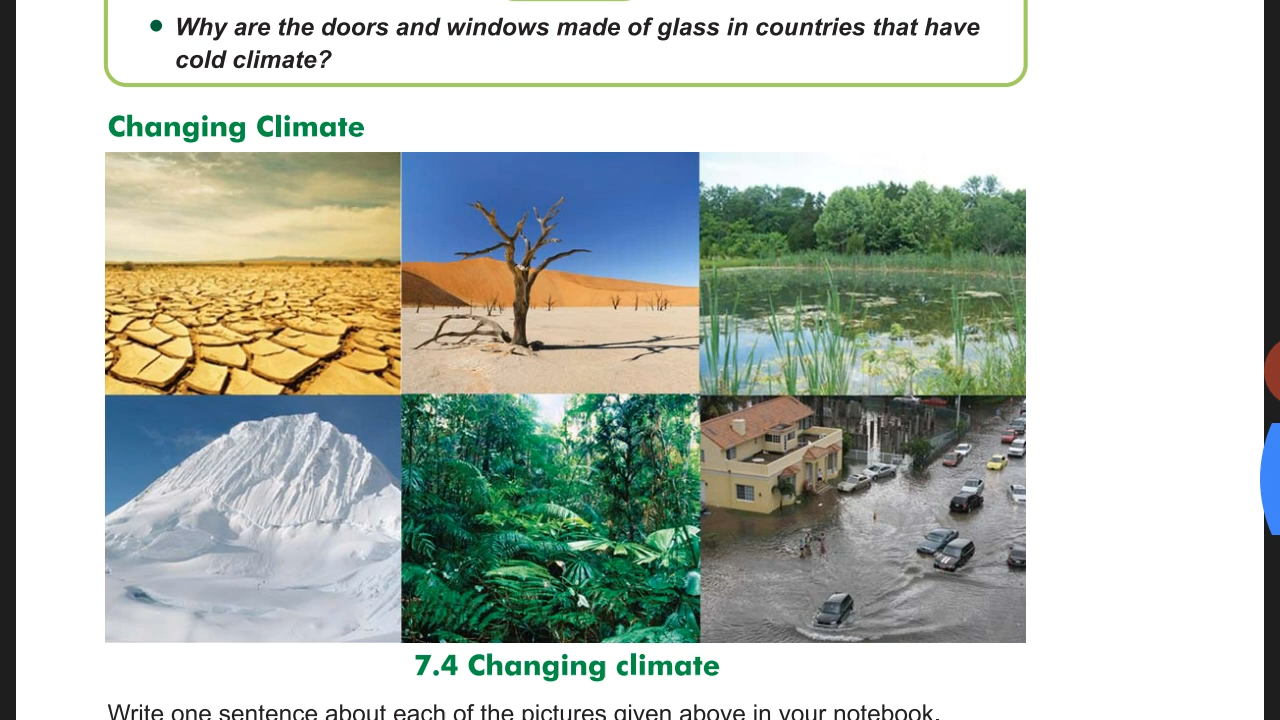 • Why are the doors and windows made of glass in countries that have
cold climate?
Changing Climate
7.4 Changing climate
Write one sentence about each of the pictures given above in your notebook.